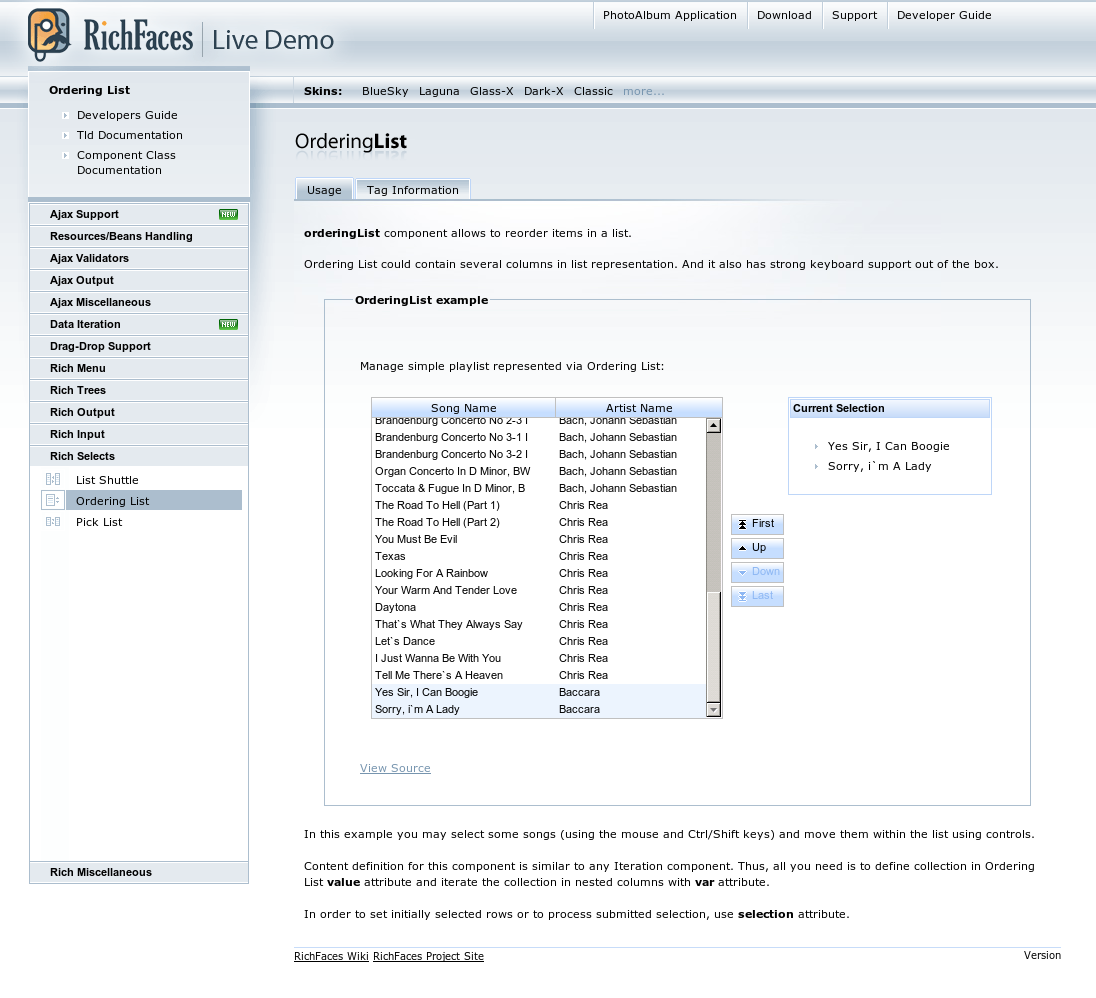 RichFaces Live Demo
PhotoAlbum Application Download Support Developer Guide
Skins: BlueSky Laguna Glass-X Dark-X Classic more...
Ordering List
Developers Guide
Tld Documentation
Component Class
Documentation
Ajax Support NEW
Resources/Beans Handling
Ajax Validators
Ajax Output
Ajax Miscellaneous
Data Iteration NEW
Drag-Drop Support
Rich Menu
Rich Trees
Rich Output
Rich Input
Rich Selects
List Shuttle
Ordering List
Pick List
Rich Miscellaneous
OrderingList
Usage Tag Information
orderingList component allows to reorder items in a list.
Ordering List could contain several columns in list representation. And it also has strong keyboard support out of the box.
OrderingList example
Manage simple playlist represented via Ordering List:
Song Name Artist Name
Brandenburg Concerto No 2-3 I Bach, Johann Sebastian
Brandenburg Concerto No 3-1 I Bach, Johann Sebastian
Brandenburg Concerto No 3-2 I Bach, Johann Sebastian
Organ Concerto In D Minor, BW Bach, Johann Sebastian
Toccata & Fugue In D Minor, B Bach, Johann Sebastian
The Road To Hell (Part 1) Chris Rea
The Road To Hell (Part 2) Chris Rea
You Must Be Evil Chris Rea
Texas Chris Rea
Looking For A Rainbow Chris Rea
Your Warm And Tender Love Chris Rea
Daytona Chris Rea
That`s What They Always Say Chris Rea
Let`s Dance Chris Rea
I Just Wanna Be With You Chris Rea
Tell Me There`s A Heaven Chris Rea
Yes Sir, I Can Boogie Baccara
Sorry, i`m A Lady Baccara
First
Up
Down
Last
Current Selection
Yes Sir, I Can Boogie
Sorry, i`m A Lady
View Source
In this example you may select some songs (using the mouse and Ctrl/Shift keys) and move them within the list using controls.
Content definition for this component is similar to any Iteration component. Thus, all you need is to define collection in Ordering
List value attribute and iterate the collection in nested columns with var attribute.
In order to set initially selected rows or to process submitted selection, use selection attribute.
RichFaces Wiki RichFaces Project Site Version